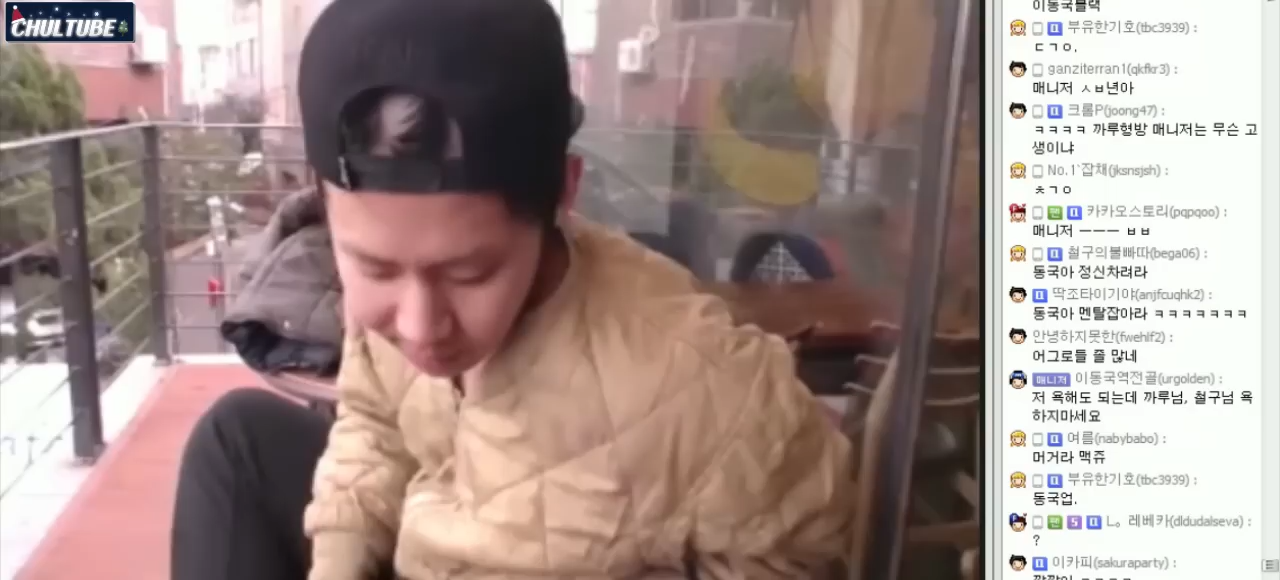 CHULTUBE
이동국블랙
부유한기호(tbc3939) :
ㄷㄱㅇ.
ganziterran1(qkfkr3) :
매니저 ㅅㅂ년아
크롬P(joong47) :
ㅋㅋㅋㅋ 까루형방 매니저는 무슨 고
생이냐
No.1`잡채(jksnsjsh) :
ㅊㄱㅇ
팬 카카오스토리(pqpqoo) :
매니저 ㅡㅡㅡ ㅂㅂ
철구의불빠따(bega06) :
동국아 정신차려라
딱조타이기야(anjfcuqhk2) :
동국아 멘탈잡아라 ㅋㅋㅋㅋㅋㅋㅋ
안녕하지못한(fwehlf2) :
어그로들 졸 많네
매니저 이동국역전골(urgolden) :
저 욕해도 되는데 까루님, 철구님 욕
하지마세요
여름(nabybabo) :
머거라 맥쥬
부유한기호(tbc3939) :
동국업.
팬 S ㄴ。레베카(dldudalseva) :
?
이카피(sakuraparty) :